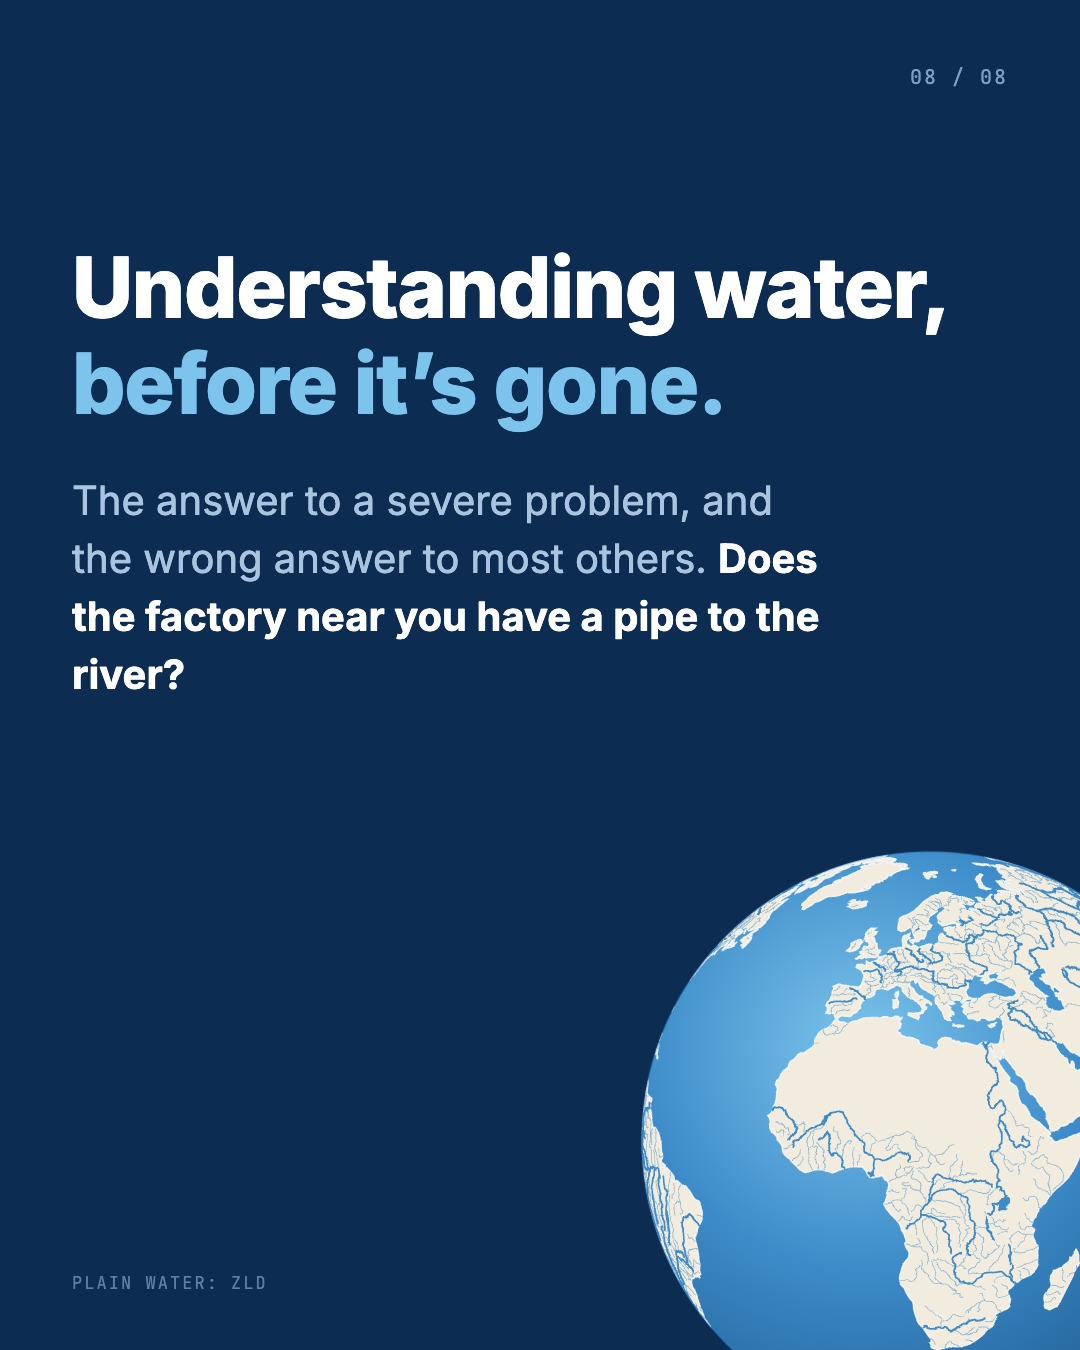 08 / 08
Understanding water,
before it’s gone.
The answer to a severe problem, and
the wrong answer to most others. Does
the factory near you have a pipe to the
river?
PLAIN WATER: ZLD